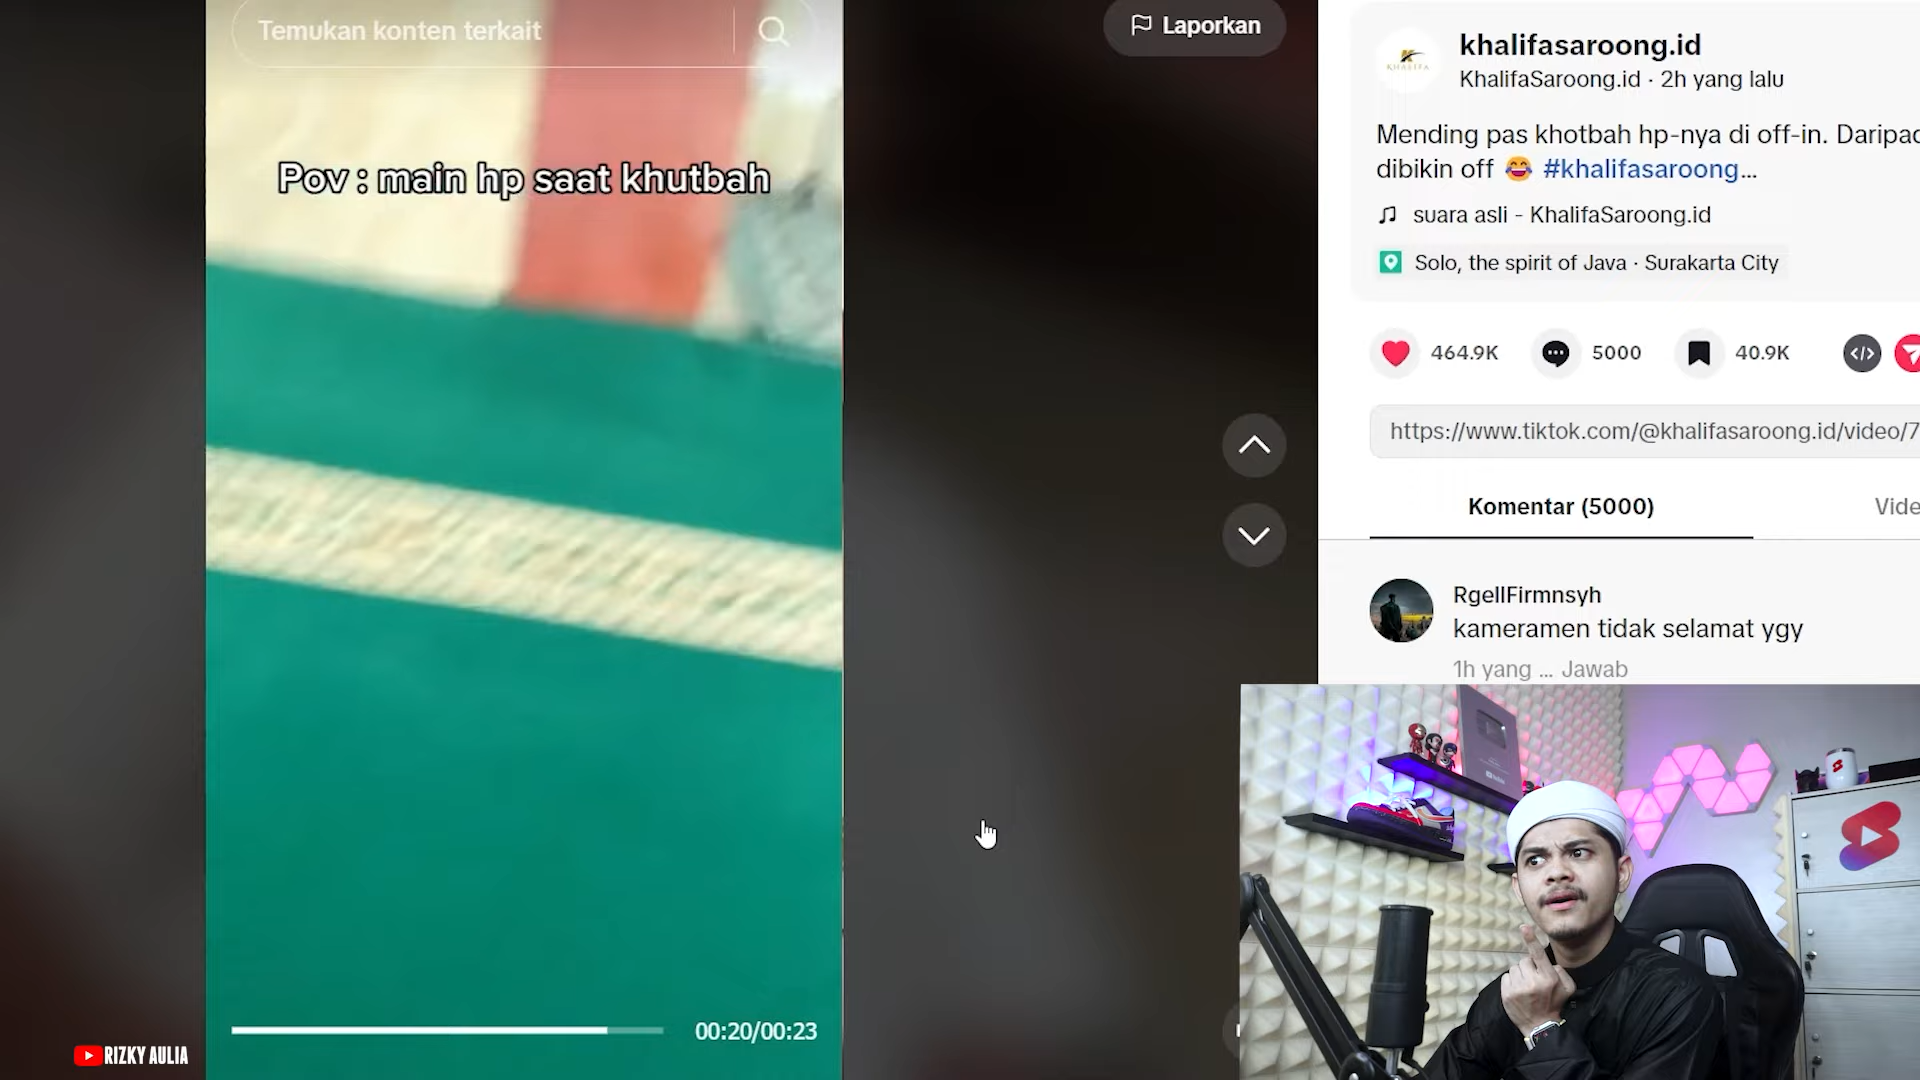 Temukan konten terkait
Laporkan
Pov : main hp saat khutbah
00:20/00:23
RIZKY AULIA
KHALIFA
khalifasaroong.id
KhalifaSaroong.id · 2h yang lalu
Mending pas khotbah hp-nya di off-in. Daripad
dibikin off 😂 #khalifasaroong...
suara asli - KhalifaSaroong.id
Solo, the spirit of Java · Surakarta City
464.9K
5000
40.9K
https://www.tiktok.com/@khalifasaroong.id/video/7
Komentar (5000)
Vide
RgellFirmnsyh
kameramen tidak selamat ygy
1h yang ... Jawab